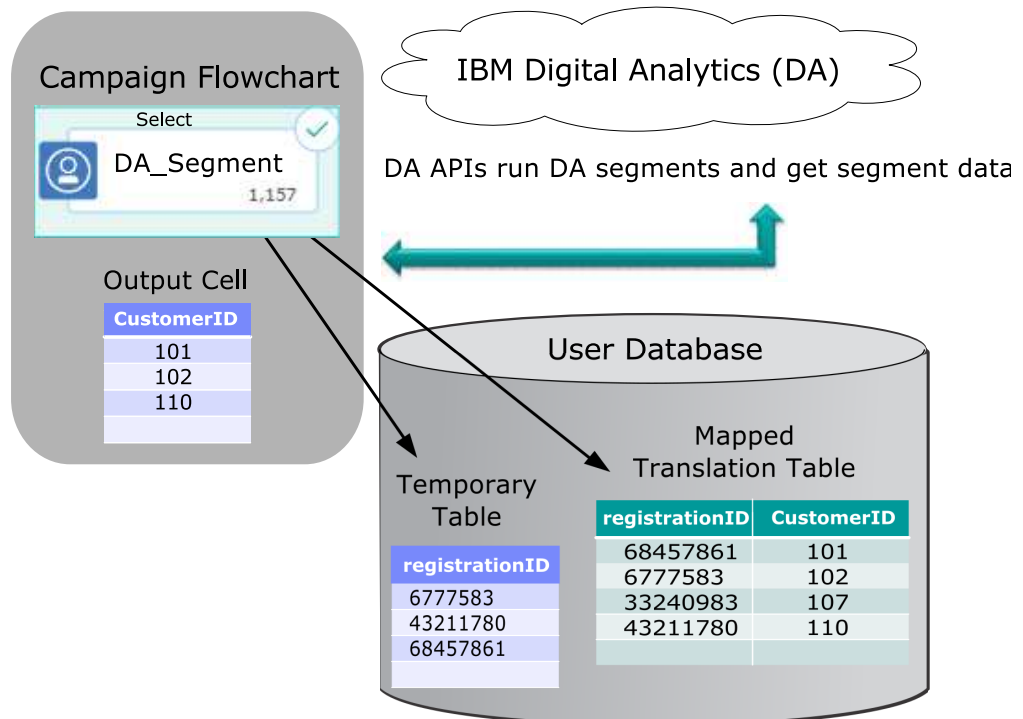 Campaign Flowchart
Select
DA_Segment
1,157
Output Cell
CustomerID
101
102
110
IBM Digital Analytics (DA)
DA APIs run DA segments and get segment data
User Database
Temporary
Table
registrationID
6777583
43211780
68457861
Mapped
Translation Table
registrationID CustomerID
68457861 101
6777583 102
33240983 107
43211780 110